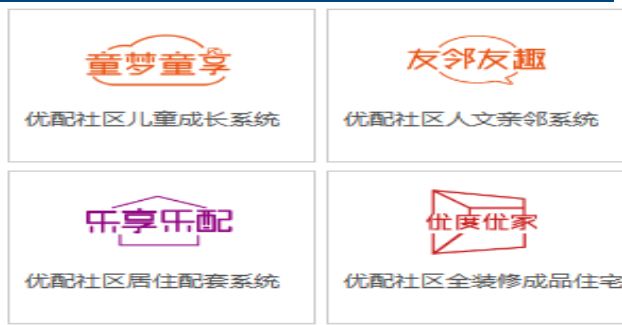 童梦童享
优配社区儿童成长系统
友邻友趣
优配社区人文亲邻系统
乐享乐配
优配社区居住配套系统
优度优家
优配社区全装修成品住宅